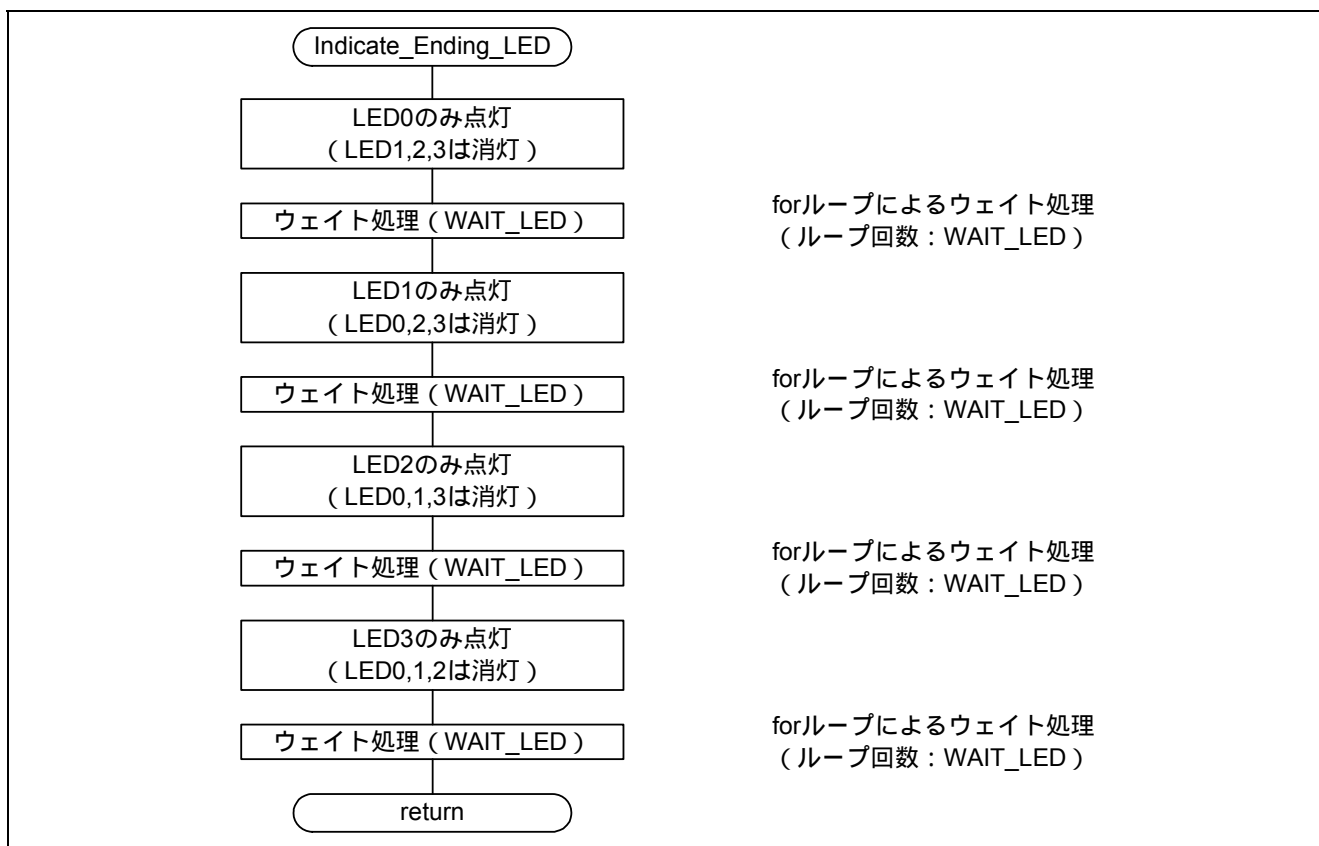 Indicate_Ending_LED
LED0のみ点灯
（LED1,2,3は消灯）
ウェイト処理（WAIT_LED）
forループによるウェイト処理
（ループ回数：WAIT_LED）
LED1のみ点灯
（LED0,2,3は消灯）
ウェイト処理（WAIT_LED）
forループによるウェイト処理
（ループ回数：WAIT_LED）
LED2のみ点灯
（LED0,1,3は消灯）
ウェイト処理（WAIT_LED）
forループによるウェイト処理
（ループ回数：WAIT_LED）
LED3のみ点灯
（LED0,1,2は消灯）
ウェイト処理（WAIT_LED）
forループによるウェイト処理
（ループ回数：WAIT_LED）
return